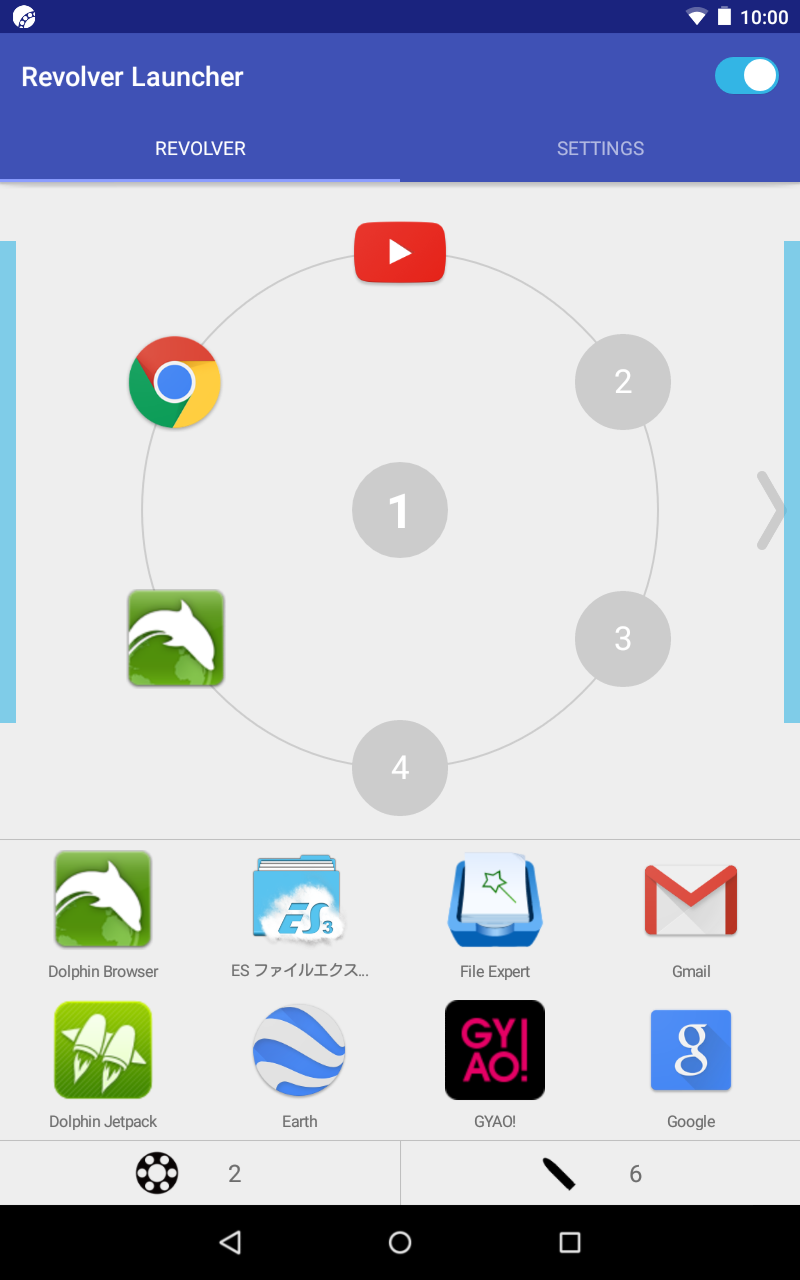 10:00
Revolver Launcher
REVOLVER SETTINGS
2
1
3
4
ES3
GY
AO!
Dolphin Browser ES ファイルエクス... File Expert Gmail
g
Dolphin Jetpack Earth GYAO! Google
2 6